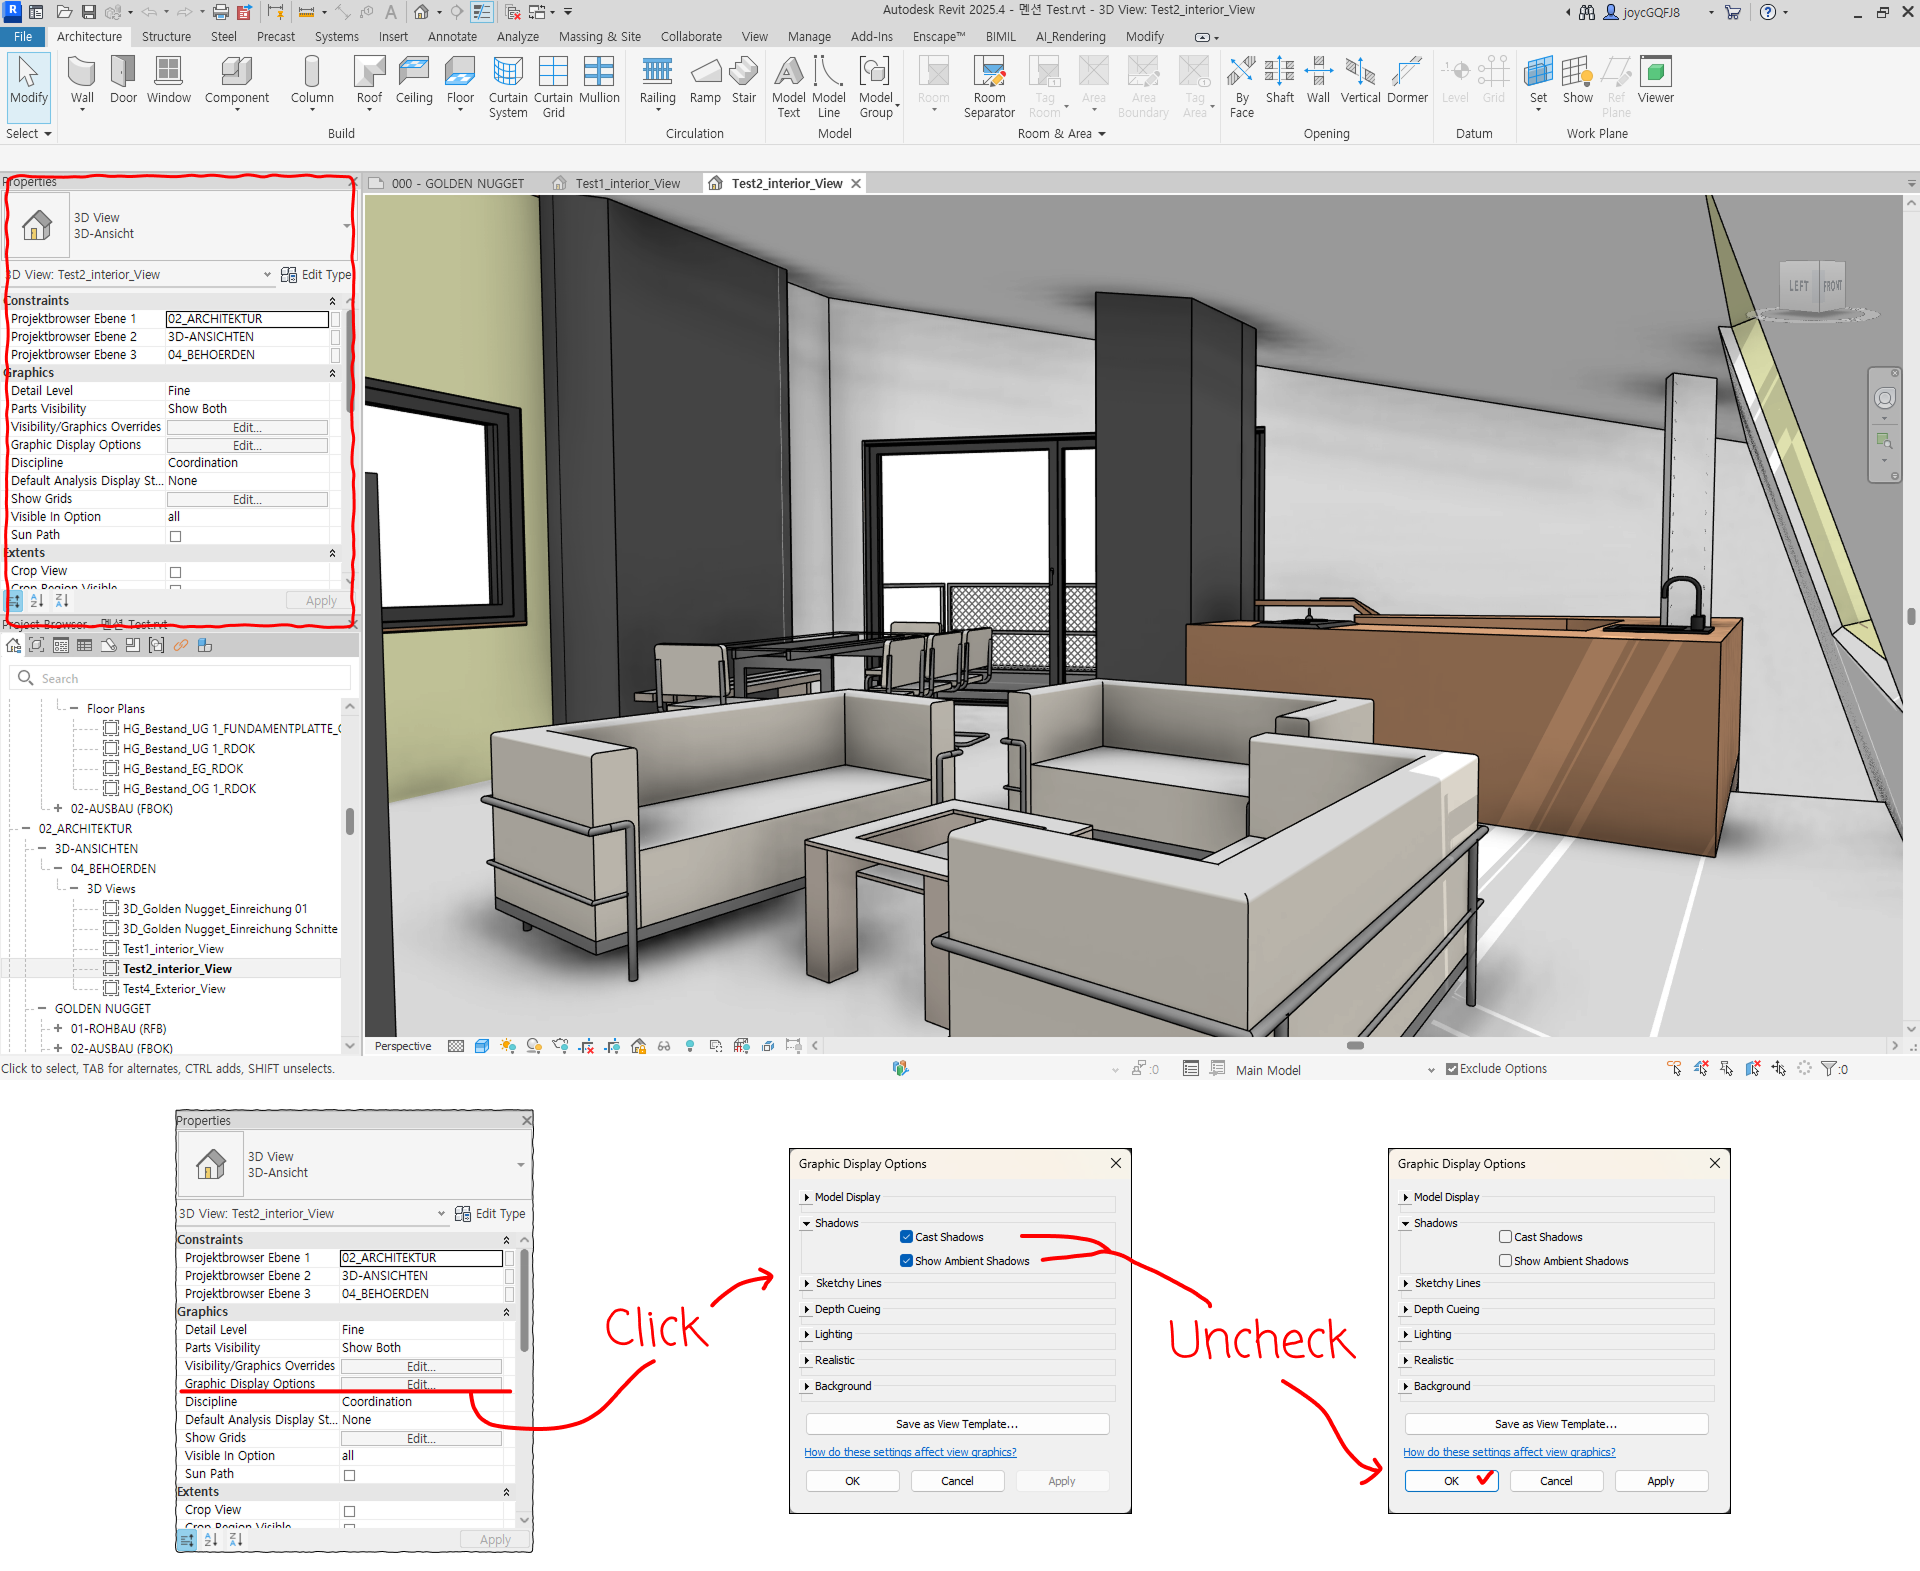 Autodesk Revit 2025.4 - 멘션 Test.rvt - 3D View: Test2_interior_View
joycGQFJ8
File Architecture Structure Steel Precast Systems Insert Annotate Analyze Massing & Site Collaborate View Manage Add-Ins Enscape™ BIMIL AI_Rendering Modify
Modify Wall Door Window Component Column Roof Ceiling Floor Curtain System Curtain Grid Mullion Railing Ramp Stair Model Text Model Line Model Group Room Room Separator Tag Room Area Area Boundary Tag Area By Face Shaft Wall Vertical Dormer Level Grid Set Show Ref Plane Viewer
Select Build Circulation Model Room & Area Opening Datum Work Plane
Properties
3D View
3D-Ansicht
3D View: Test2_interior_View Edit Type
Constraints
Projektbrowser Ebene 1 02_ARCHITEKTUR
Projektbrowser Ebene 2 3D-ANSICHTEN
Projektbrowser Ebene 3 04_BEHOERDEN
Graphics
Detail Level Fine
Parts Visibility Show Both
Visibility/Graphics Overrides Edit...
Graphic Display Options Edit...
Discipline Coordination
Default Analysis Display St... None
Show Grids Edit...
Visible In Option all
Sun Path
Extents
Crop View
Crop Region Visible
Apply
Project Browser - 멘션 Test.rvt
Search
Floor Plans
HG_Bestand_UG 1_FUNDAMENTPLATTE_
HG_Bestand_UG 1_RDOK
HG_Bestand_EG_RDOK
HG_Bestand_OG 1_RDOK
02-AUSBAU (FBOK)
02_ARCHITEKTUR
3D-ANSICHTEN
04_BEHOERDEN
3D Views
3D_Golden Nugget_Einreichung 01
3D_Golden Nugget_Einreichung Schnitte
Test1_interior_View
Test2_interior_View
Test4_Exterior_View
GOLDEN NUGGET
01-ROHBAU (RFB)
02-AUSBAU (FBOK)
000 - GOLDEN NUGGET Test1_interior_View Test2_interior_View
LEFT FRONT
Perspective
Click to select, TAB for alternates, CTRL adds, SHIFT unselects.
:0 Main Model Exclude Options :0
Properties
3D View
3D-Ansicht
3D View: Test2_interior_View Edit Type
Constraints
Projektbrowser Ebene 1 02_ARCHITEKTUR
Projektbrowser Ebene 2 3D-ANSICHTEN
Projektbrowser Ebene 3 04_BEHOERDEN
Graphics
Detail Level Fine
Parts Visibility Show Both
Visibility/Graphics Overrides Edit...
Graphic Display Options Edit...
Discipline Coordination
Default Analysis Display St... None
Show Grids Edit...
Visible In Option all
Sun Path
Extents
Crop View
Crop Region Visible
Apply
Click
Graphic Display Options
Model Display
Shadows
Cast Shadows
Show Ambient Shadows
Sketchy Lines
Depth Cueing
Lighting
Realistic
Background
Save as View Template...
How do these settings affect view graphics?
OK Cancel Apply
Uncheck
Graphic Display Options
Model Display
Shadows
Cast Shadows
Show Ambient Shadows
Sketchy Lines
Depth Cueing
Lighting
Realistic
Background
Save as View Template...
How do these settings affect view graphics?
OK Cancel Apply